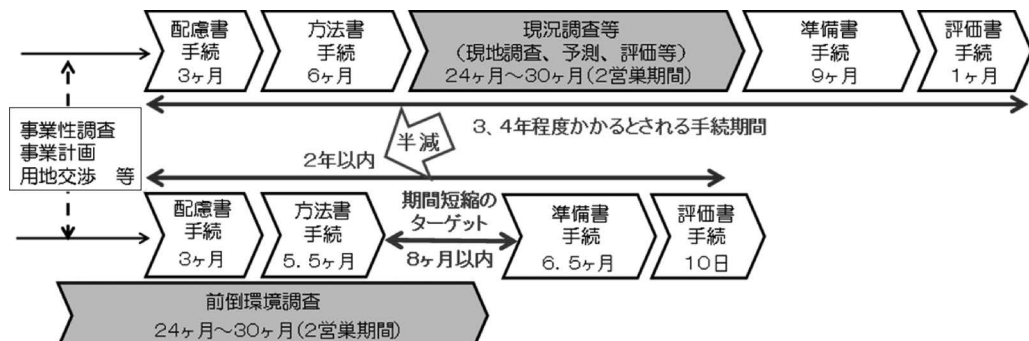 配慮書
手続
3ヶ月
方法書
手続
6ヶ月
現況調査等
(現地調査、予測、評価等)
24ヶ月～30ヶ月(2営巣期間)
準備書
手続
9ヶ月
評価書
手続
1ヶ月
3、4年程度かかるとされる手続期間
事業性調査
事業計画
用地交渉 等
半減
2年以内
配慮書
手続
3ヶ月
方法書
手続
5.5ヶ月
期間短縮の
ターゲット
8ヶ月以内
準備書
手続
6.5ヶ月
評価書
手続
10日
前倒環境調査
24ヶ月～30ヶ月(2営巣期間)